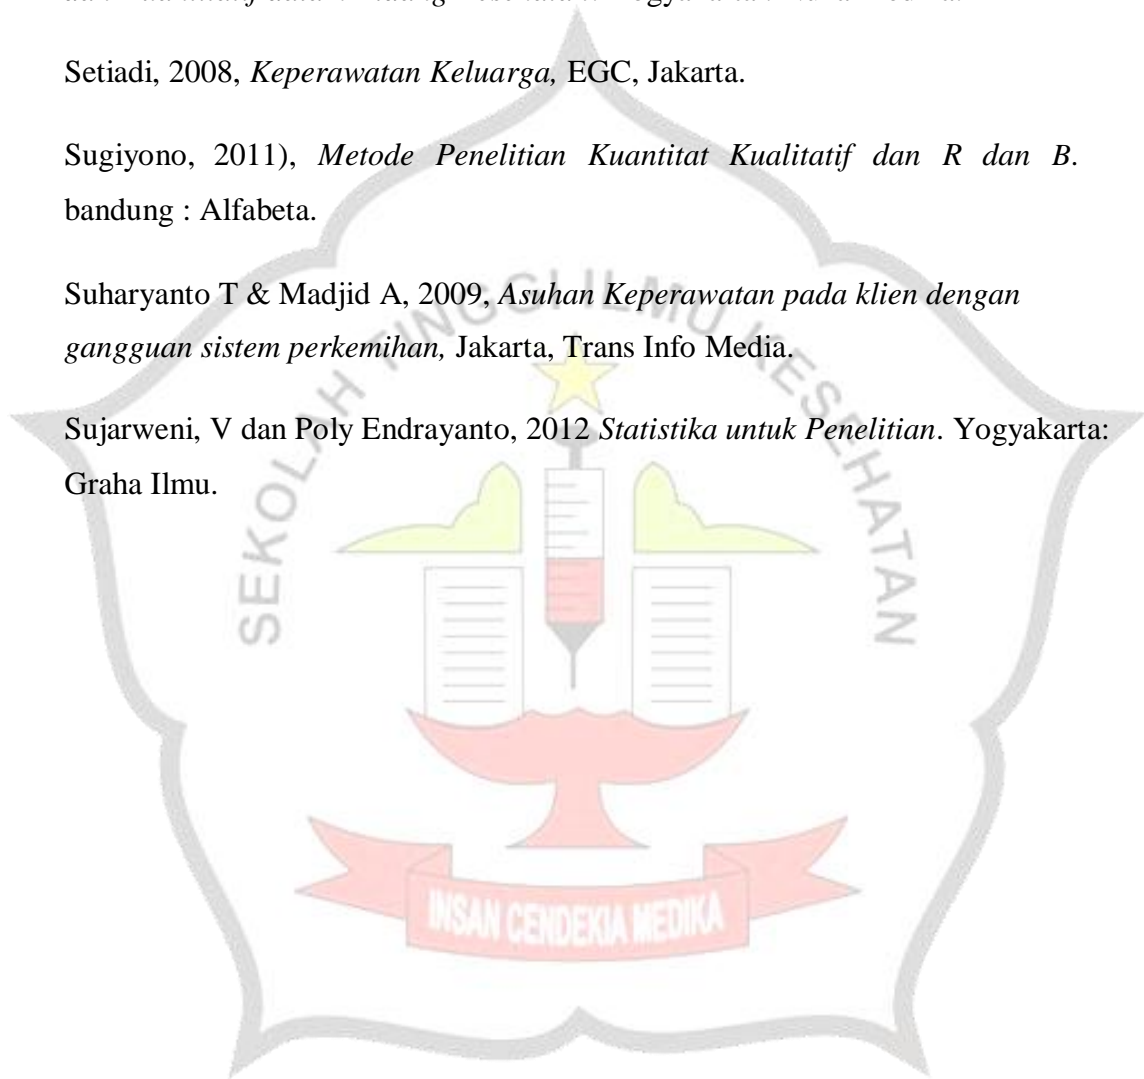 Setiadi, 2008, Keperawatan Keluarga, EGC, Jakarta.
Sugiyono, 2011), Metode Penelitian Kuantitat Kualitatif dan R dan B.
bandung : Alfabeta.
Suharyanto T & Madjid A, 2009, Asuhan Keperawatan pada klien dengan
gangguan sistem perkemihan, Jakarta, Trans Info Media.
Sujarweni, V dan Poly Endrayanto, 2012 Statistika untuk Penelitian. Yogyakarta:
Graha Ilmu.
SEKOLAH TINGGI ILMU KESEHATAN
INSAN CENDEKIA MEDIKA